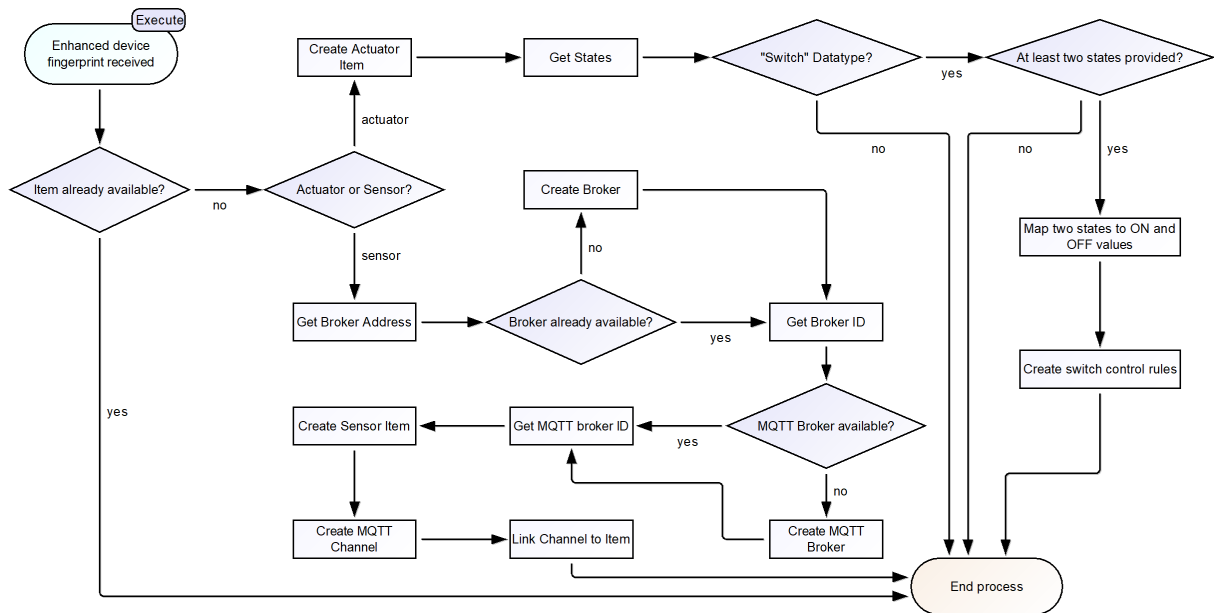 Execute
Enhanced device
fingerprint received
Create Actuator
Item
Get States
"Switch" Datatype?
yes
At least two states provided?
actuator
no
no
yes
Item already available?
no
Actuator or Sensor?
Create Broker
Map two states to ON and
OFF values
no
sensor
Get Broker Address
Broker already available?
yes
Get Broker ID
Create switch control rules
yes
Create Sensor Item
Get MQTT broker ID
yes
MQTT Broker available?
no
Create MQTT
Channel
Link Channel to Item
Create MQTT
Broker
End process